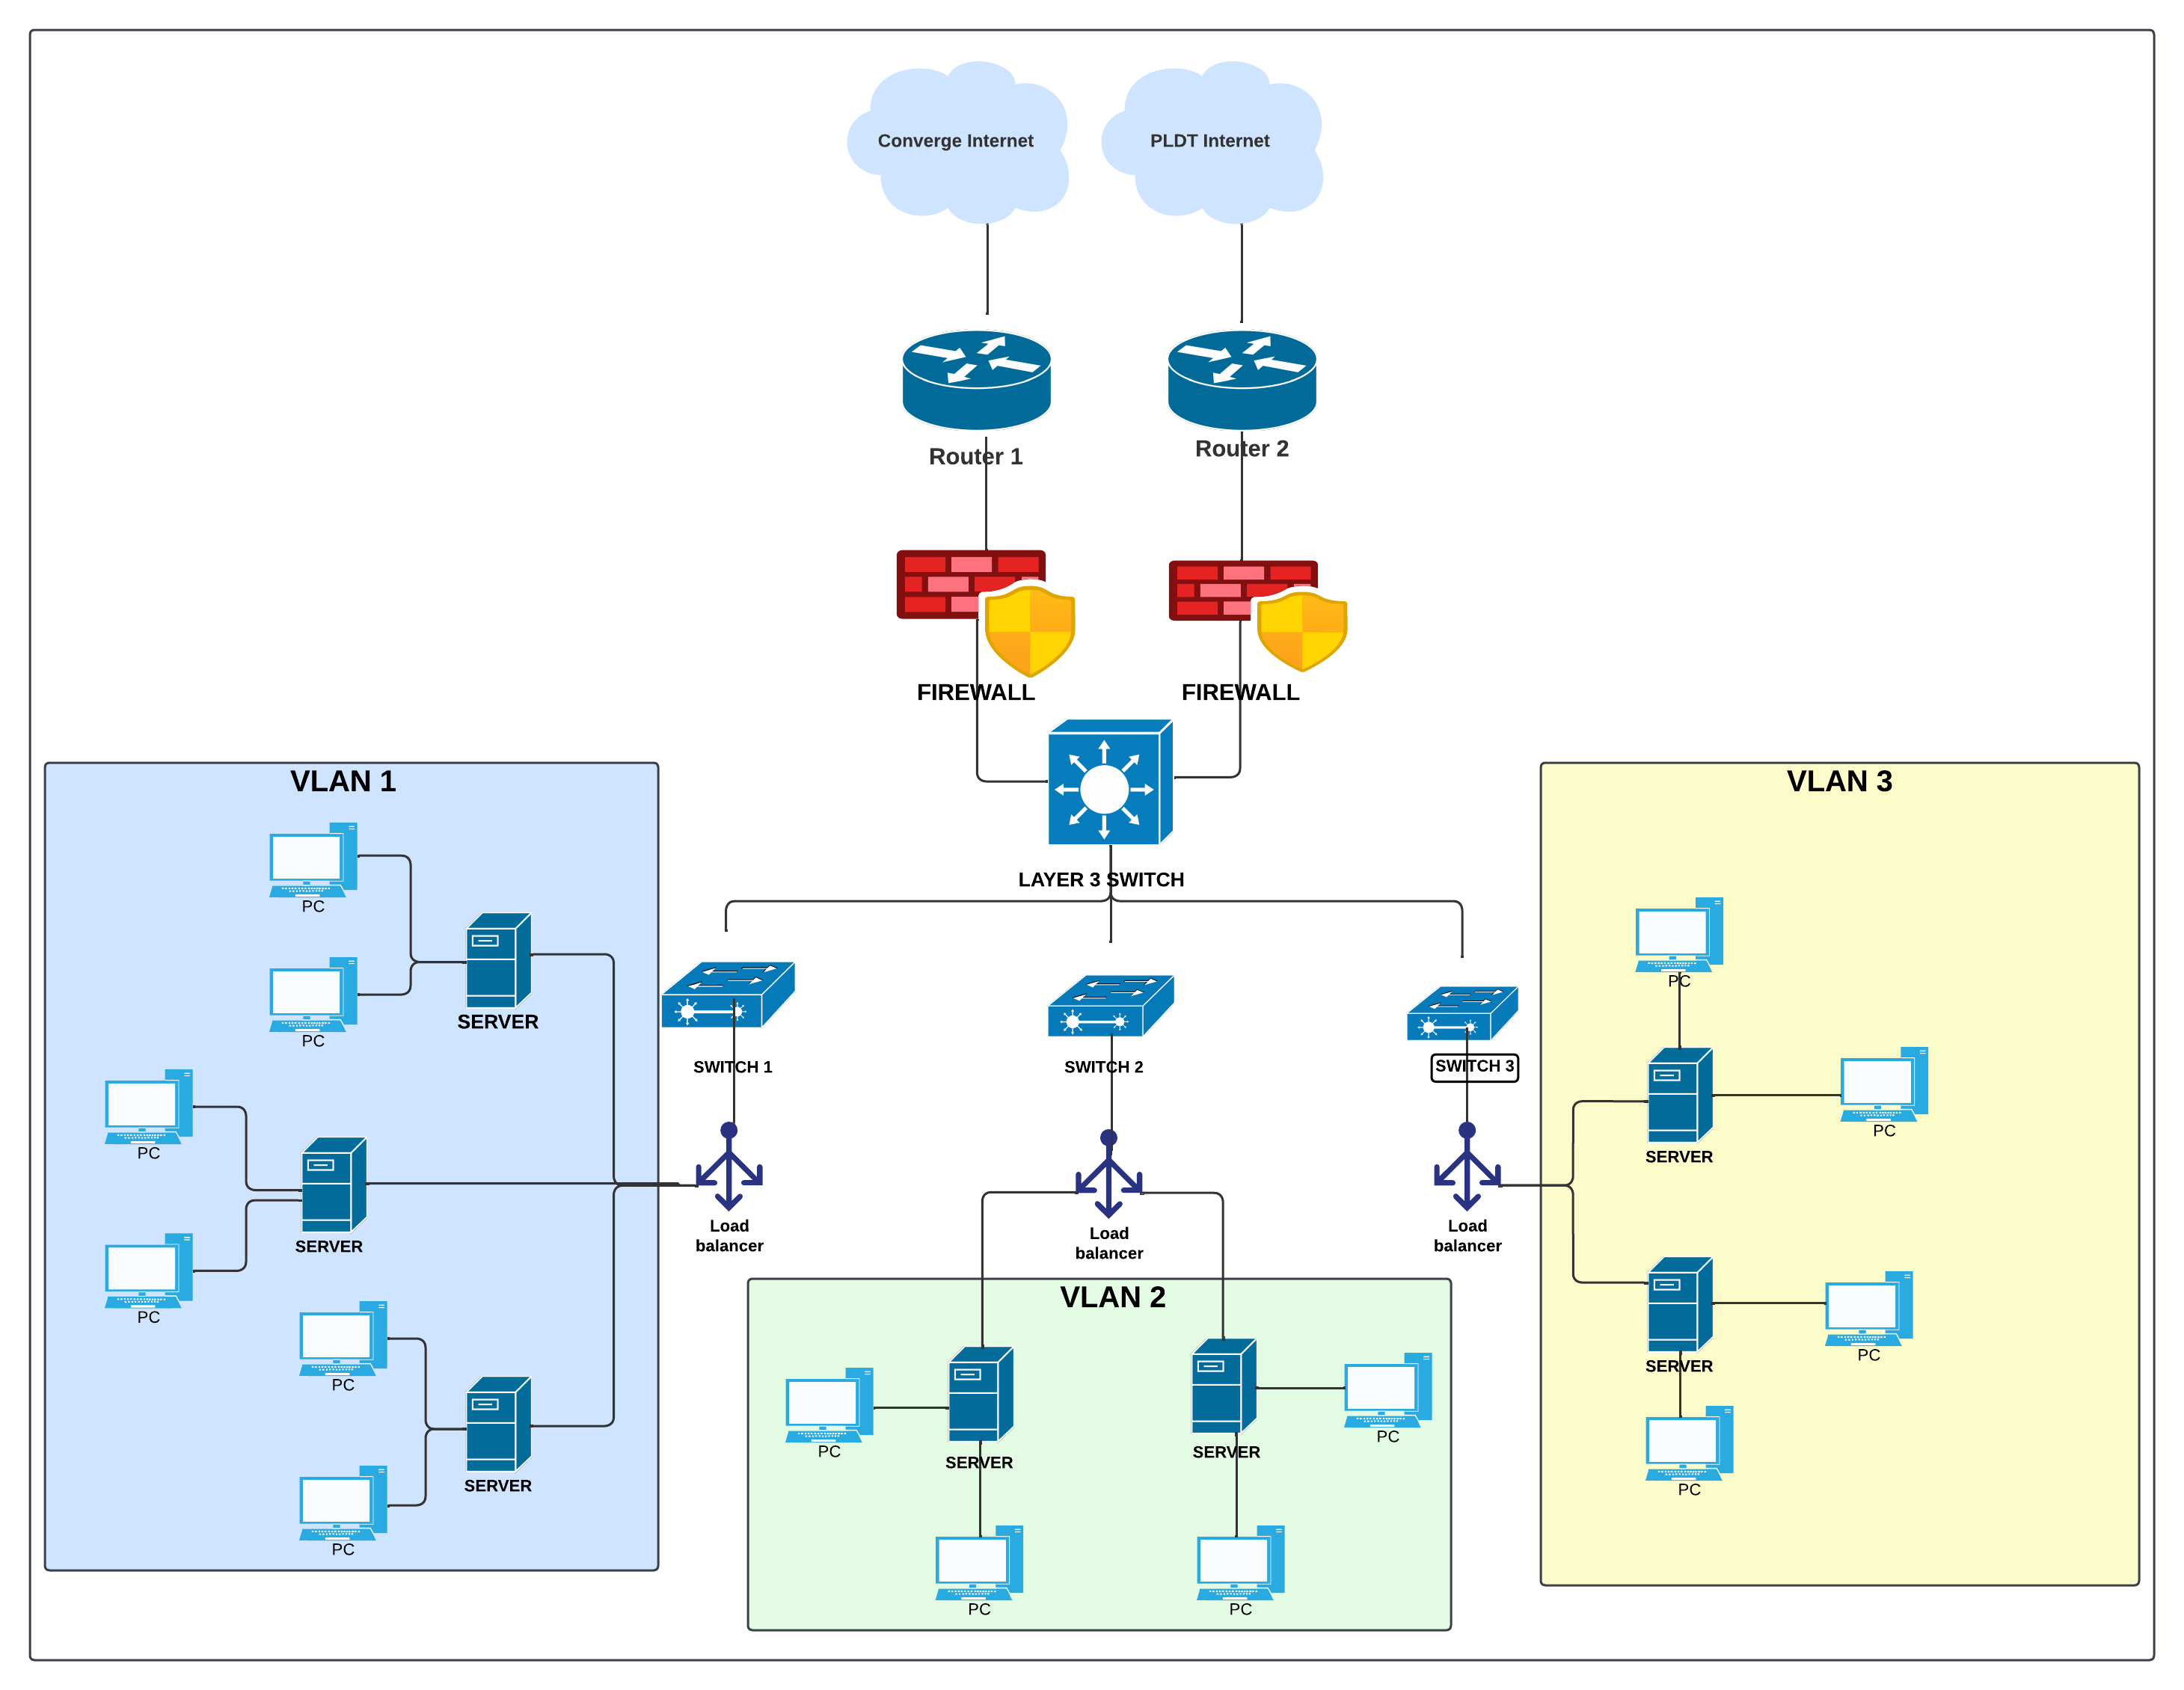 Converge Internet
PLDT Internet
Router 1
Router 2
FIREWALL
FIREWALL
LAYER 3 SWITCH
VLAN 1
PC
PC
SERVER
PC
PC
SERVER
PC
PC
SERVER
SWITCH 1
SWITCH 2
SWITCH 3
Load
balancer
Load
balancer
Load
balancer
VLAN 2
PC
SERVER
PC
SERVER
PC
PC
VLAN 3
PC
PC
SERVER
PC
SERVER
PC